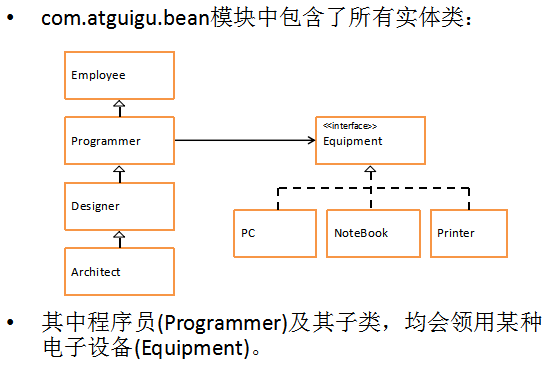 • com.atguigu.bean模块中包含了所有实体类：
Employee
Programmer
<<interface>>
Equipment
Designer
PC
NoteBook
Printer
Architect
• 其中程序员(Programmer)及其子类，均会领用某种
电子设备(Equipment)。